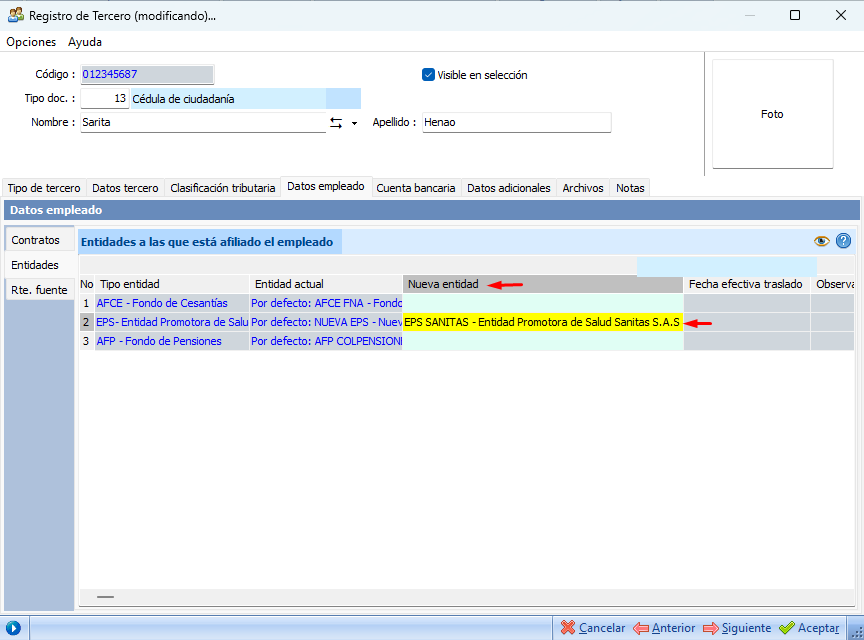 Registro de Tercero (modificando)...
Opciones Ayuda
Código : 012345687
Visible en selección
Tipo doc. : 13 Cédula de ciudadanía
Nombre : Sarita
Apellido : Henao
Foto
Tipo de tercero Datos tercero Clasificación tributaria Datos empleado Cuenta bancaria Datos adicionales Archivos Notas
Datos empleado
Contratos
Entidades
Rte. fuente
Entidades a las que está afiliado el empleado
No Tipo entidad Entidad actual Nueva entidad Fecha efectiva traslado Observa
1 AFCE - Fondo de Cesantías Por defecto: AFCE FNA - Fondo
2 EPS- Entidad Promotora de Salu Por defecto: NUEVA EPS - Nuev EPS SANITAS - Entidad Promotora de Salud Sanitas S.A.S
3 AFP - Fondo de Pensiones Por defecto: AFP COLPENSION
Cancelar Anterior Siguiente Aceptar